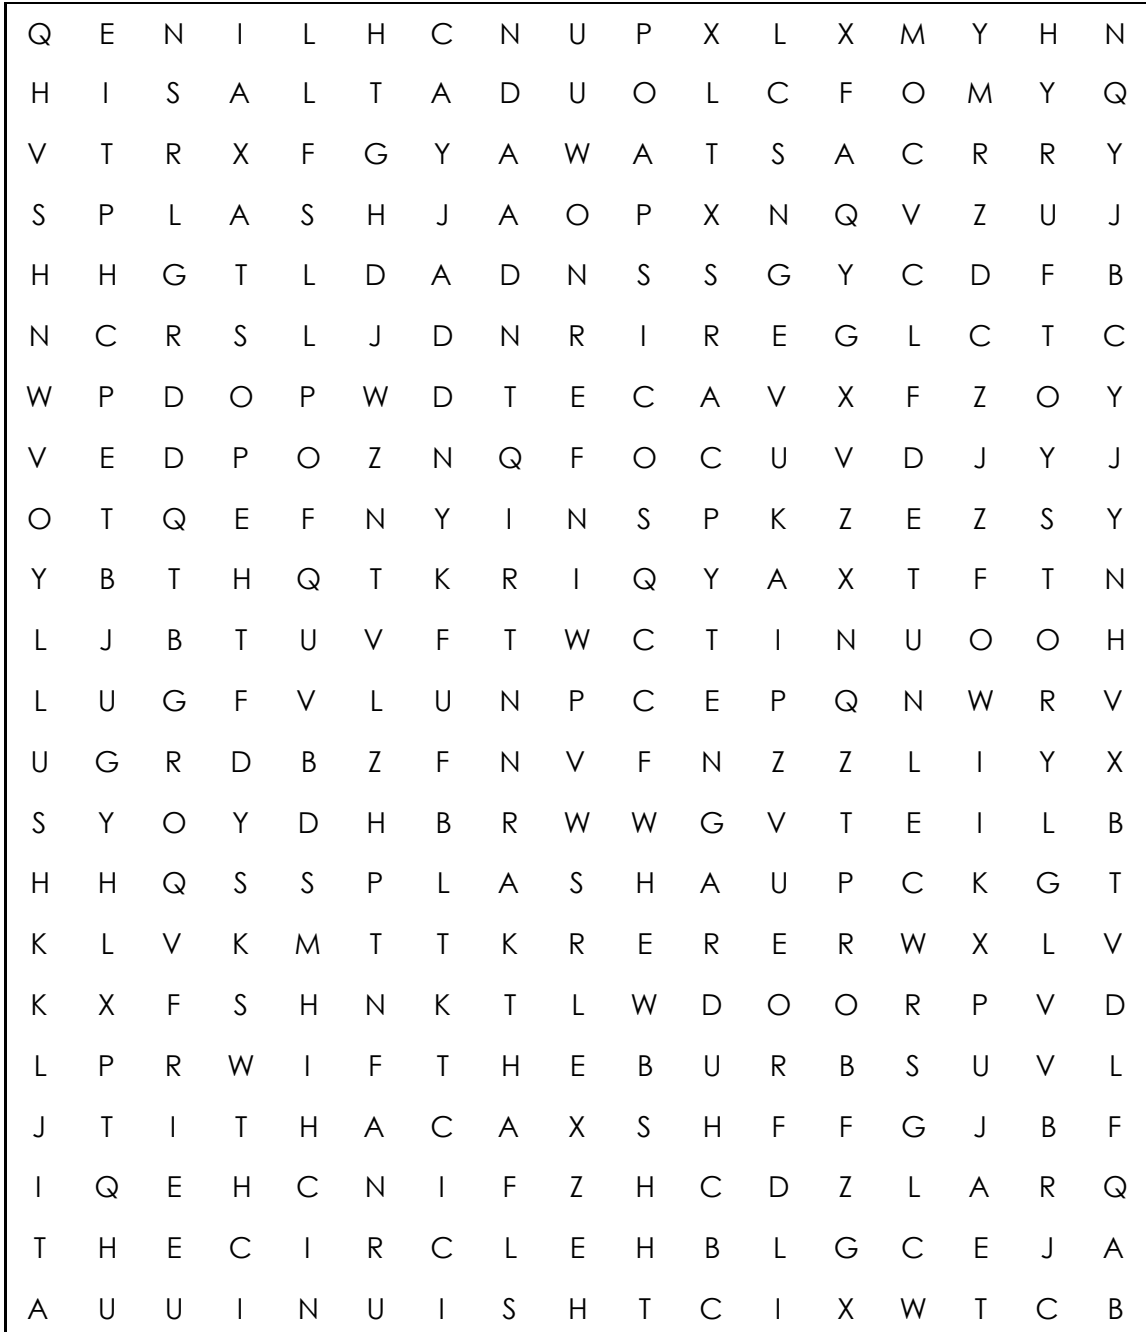 Q E N I L H C N U P X L X M Y H N
H I S A L T A D U O L C F O M Y Q
V T R X F G Y A W A T S A C R R Y
S P L A S H J A O P X N Q V Z U J
H H G T L D A D N S S G Y C D F B
N C R S L J D N R I R E G L C T C
W P D O P W D T E C A V X F Z O Y
V E D P O Z N Q F O C U V D J Y J
O T Q E F N Y I N S P K Z E Z S Y
Y B T H Q T K R I Q Y A X T F T N
L J B T U V F T W C T I N U O O H
L U G F V L U N P C E P Q N W R V
U G R D B Z F N V F N Z Z L I Y X
S Y O Y D H B R W W G V T E I L B
H H Q S S P L A S H A U P C K G T
K L V K M T T K R E R E R W X L V
K X F S H N K T L W D O O R P V D
L P R W I F T H E B U R B S U V L
J T I T H A C A X S H F F G J B F
I Q E H C N I F Z H C D Z L A R Q
T H E C I R C L E H B L G C E J A
A U U I N U I S H T C I X W T C B